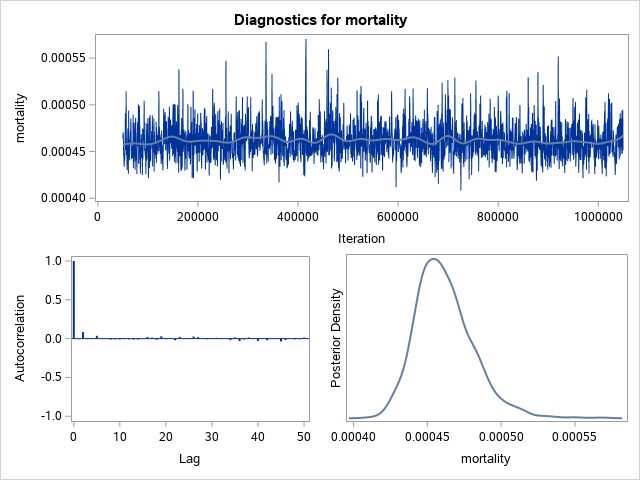 Diagnostics for mortality
mortality
0.00055
0.00050
0.00045
0.00040
0 200000 400000 600000 800000 1000000
Iteration
Autocorrelation
1.0
0.5
0.0
-0.5
-1.0
0 10 20 30 40 50
Lag
Posterior Density
0.00040 0.00045 0.00050 0.00055
mortality